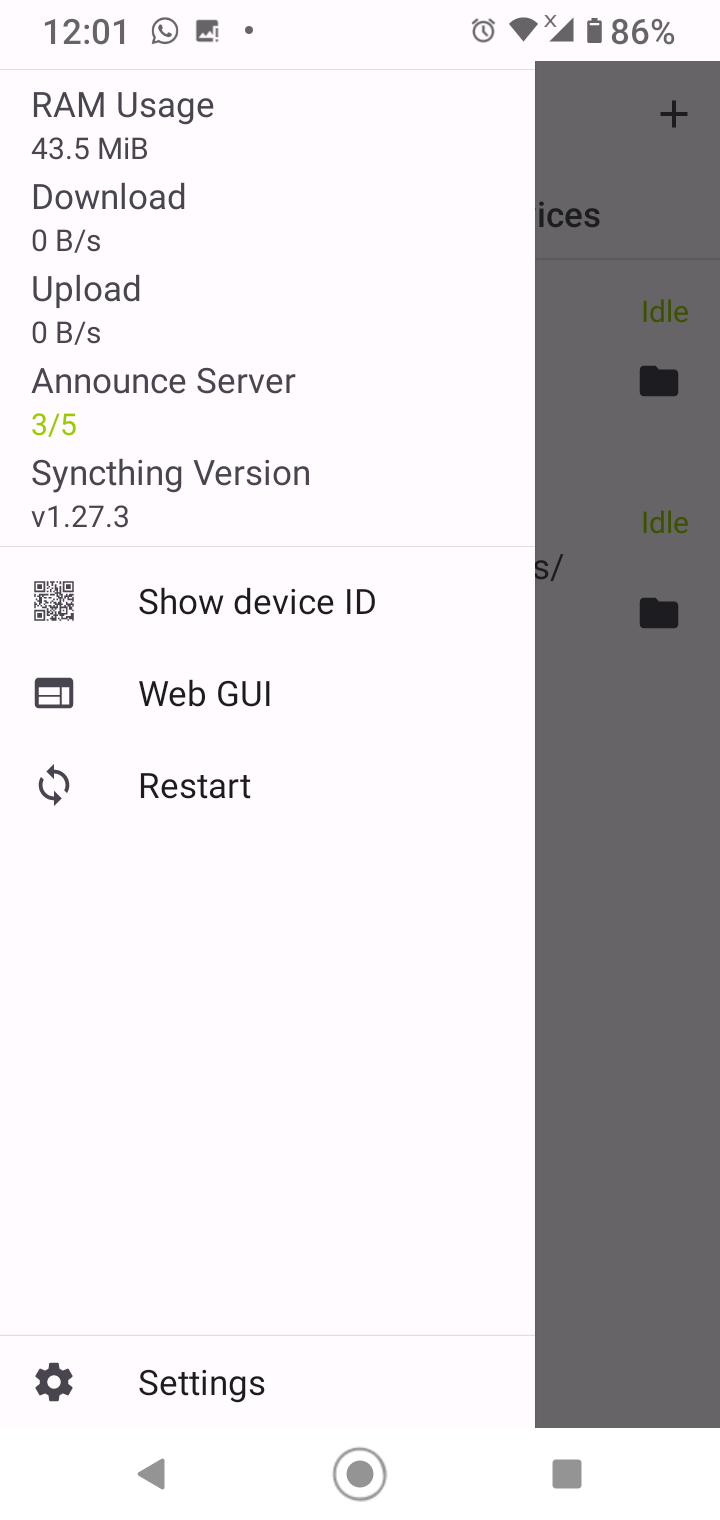 12:01
86%
RAM Usage
43.5 MiB
Download
0 B/s
Upload
0 B/s
Announce Server
3/5
Syncthing Version
v1.27.3
Show device ID
Web GUI
Restart
Settings
+
ices
Idle
Idle
s/